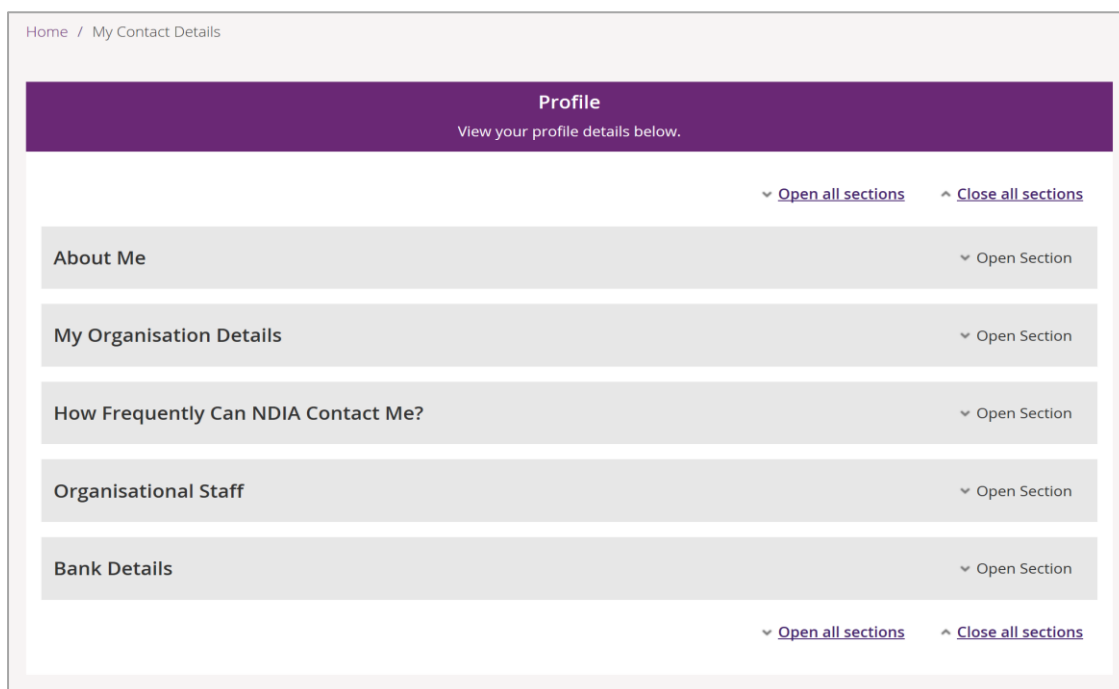 Home / My Contact Details
Profile
View your profile details below.
Open all sections Close all sections
About Me Open Section
My Organisation Details Open Section
How Frequently Can NDIA Contact Me? Open Section
Organisational Staff Open Section
Bank Details Open Section
Open all sections Close all sections